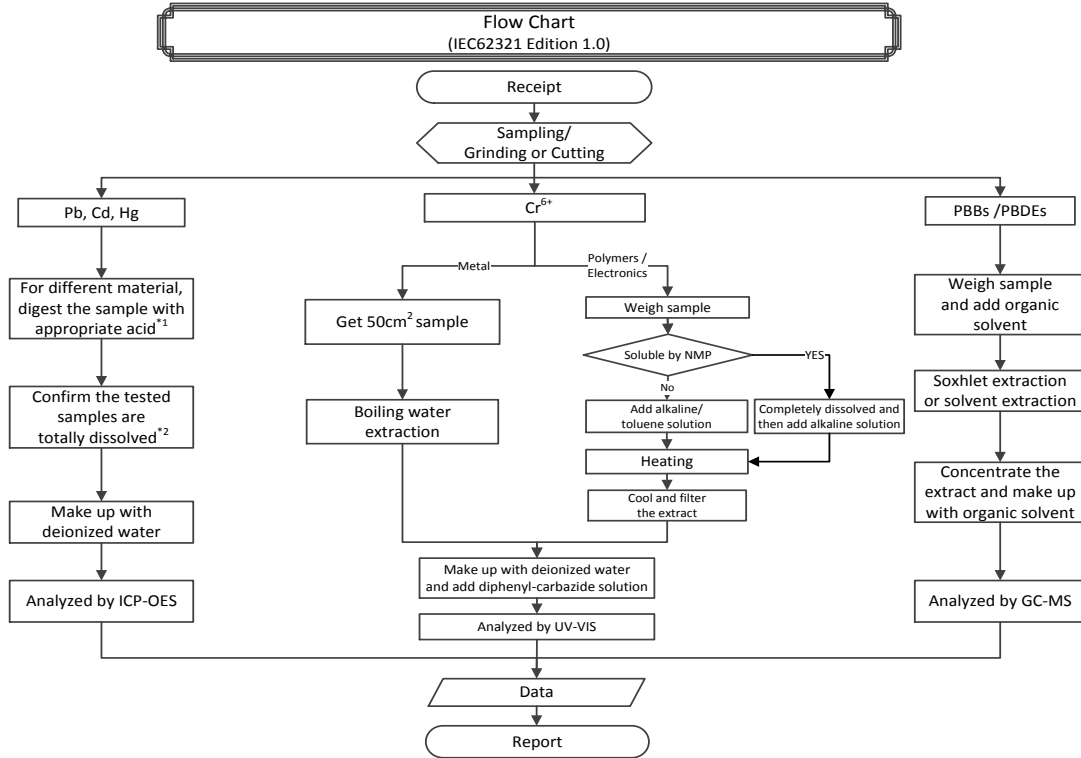 Flow Chart
(IEC62321 Edition 1.0)
Receipt
Sampling/
Grinding or Cutting
Pb, Cd, Hg
For different material,
digest the sample with
appropriate acid*1
Confirm the tested
samples are
totally dissolved*2
Make up with
deionized water
Analyzed by ICP-OES
Cr6+
Metal
Get 50cm2 sample
Boiling water
extraction
Polymers /
Electronics
Weigh sample
Soluble by NMP
YES
No
Add alkaline/
toluene solution
Completely dissolved and
then add alkaline solution
Heating
Cool and filter
the extract
Make up with deionized water
and add diphenyl-carbazide solution
Analyzed by UV-VIS
PBBs /PBDEs
Weigh sample
and add organic
solvent
Soxhlet extraction
or solvent extraction
Concentrate the
extract and make up
with organic solvent
Analyzed by GC-MS
Data
Report